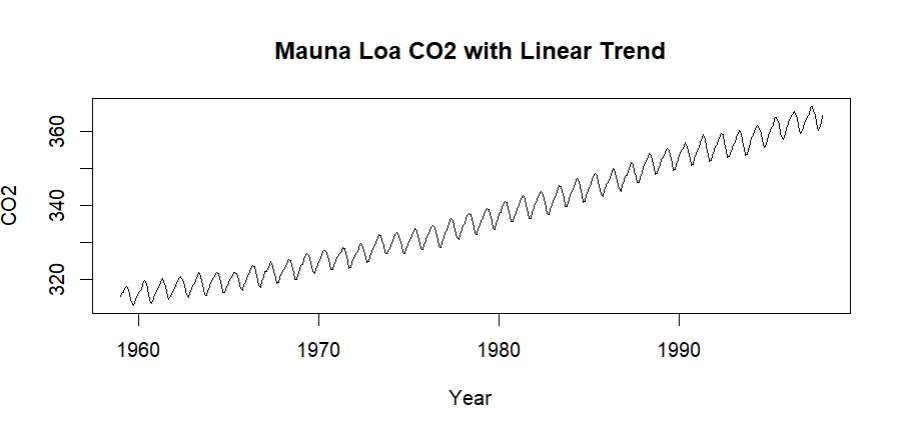 Mauna Loa CO2 with Linear Trend
360
340
320
CO2
1960 1970 1980 1990
Year